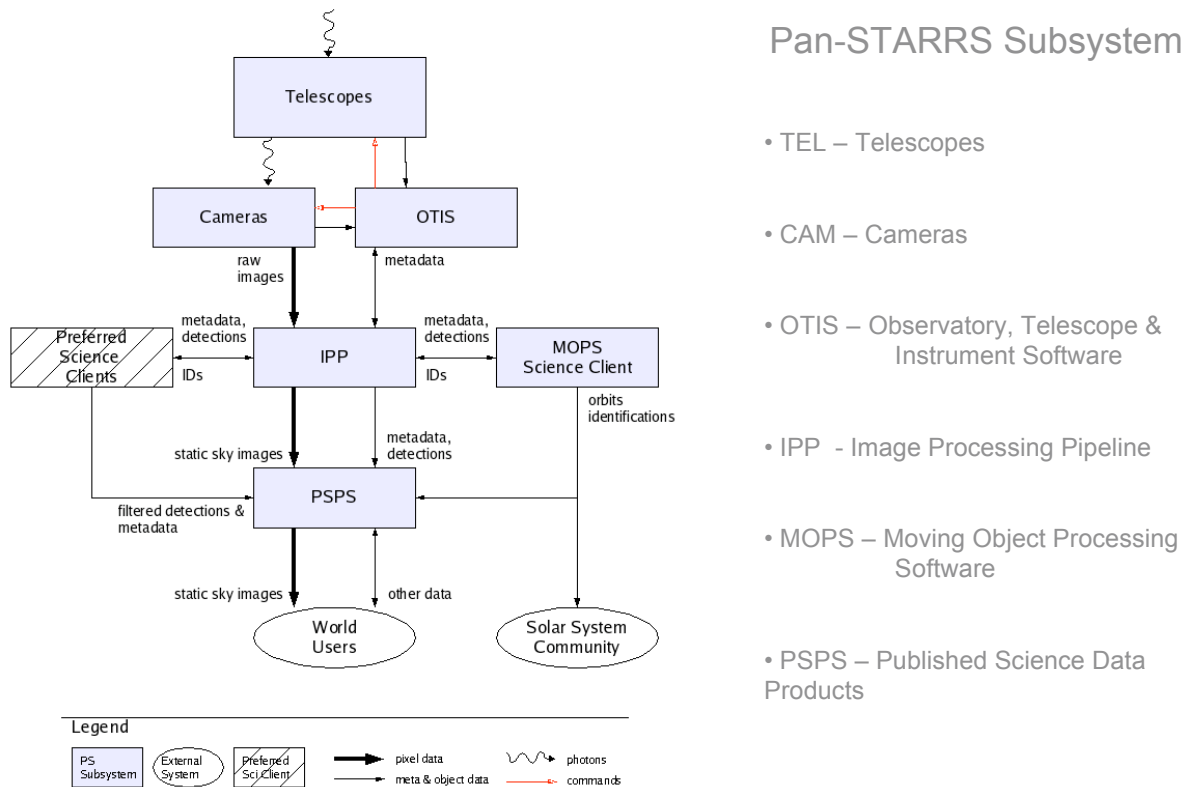 Pan-STARRS Subsystem
Telescopes
Cameras
OTIS
raw
images
metadata
metadata,
detections
metadata,
detections
Preferred
Science
Clients
IPP
MOPS
Science Client
IDs
IDs
orbits
identifications
static sky images
metadata,
detections
PSPS
filtered detections &
metadata
static sky images
other data
World
Users
Solar System
Community
Legend
PS
Subsystem
External
System
Preferred
Sci Client
pixel data
meta & object data
photons
commands
• TEL – Telescopes
• CAM – Cameras
• OTIS – Observatory, Telescope &
Instrument Software
• IPP - Image Processing Pipeline
• MOPS – Moving Object Processing
Software
• PSPS – Published Science Data
Products